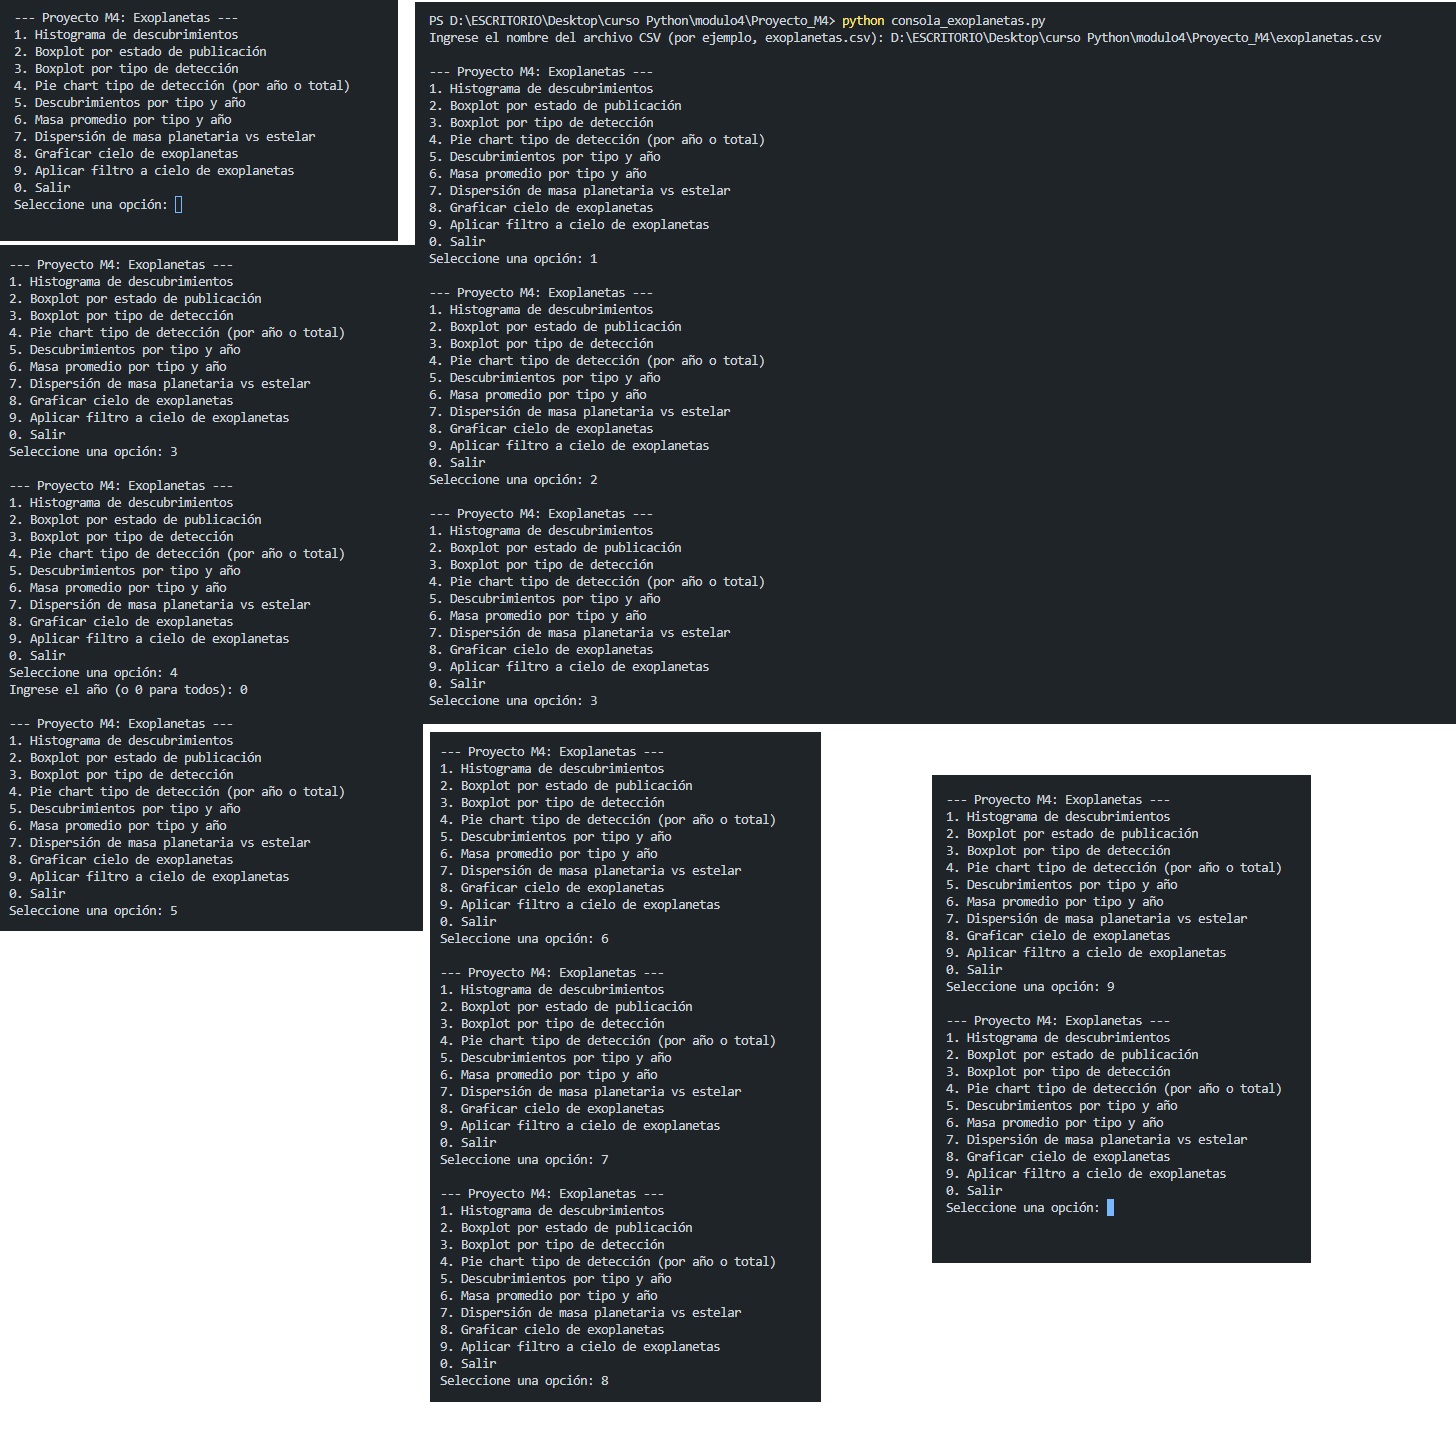 --- Proyecto M4: Exoplanetas ---
1. Histograma de descubrimientos
2. Boxplot por estado de publicación
3. Boxplot por tipo de detección
4. Pie chart tipo de detección (por año o total)
5. Descubrimientos por tipo y año
6. Masa promedio por tipo y año
7. Dispersión de masa planetaria vs estelar
8. Graficar cielo de exoplanetas
9. Aplicar filtro a cielo de exoplanetas
0. Salir
Seleccione una opción:
PS D:\ESCRITORIO\Desktop\curso Python\modulo4\Proyecto_M4> python consola_exoplanetas.py
Ingrese el nombre del archivo CSV (por ejemplo, exoplanetas.csv): D:\ESCRITORIO\Desktop\curso Python\modulo4\Proyecto_M4\exoplanetas.csv
--- Proyecto M4: Exoplanetas ---
1. Histograma de descubrimientos
2. Boxplot por estado de publicación
3. Boxplot por tipo de detección
4. Pie chart tipo de detección (por año o total)
5. Descubrimientos por tipo y año
6. Masa promedio por tipo y año
7. Dispersión de masa planetaria vs estelar
8. Graficar cielo de exoplanetas
9. Aplicar filtro a cielo de exoplanetas
0. Salir
Seleccione una opción: 1
--- Proyecto M4: Exoplanetas ---
1. Histograma de descubrimientos
2. Boxplot por estado de publicación
3. Boxplot por tipo de detección
4. Pie chart tipo de detección (por año o total)
5. Descubrimientos por tipo y año
6. Masa promedio por tipo y año
7. Dispersión de masa planetaria vs estelar
8. Graficar cielo de exoplanetas
9. Aplicar filtro a cielo de exoplanetas
0. Salir
Seleccione una opción: 2
--- Proyecto M4: Exoplanetas ---
1. Histograma de descubrimientos
2. Boxplot por estado de publicación
3. Boxplot por tipo de detección
4. Pie chart tipo de detección (por año o total)
5. Descubrimientos por tipo y año
6. Masa promedio por tipo y año
7. Dispersión de masa planetaria vs estelar
8. Graficar cielo de exoplanetas
9. Aplicar filtro a cielo de exoplanetas
0. Salir
Seleccione una opción: 3
--- Proyecto M4: Exoplanetas ---
1. Histograma de descubrimientos
2. Boxplot por estado de publicación
3. Boxplot por tipo de detección
4. Pie chart tipo de detección (por año o total)
5. Descubrimientos por tipo y año
6. Masa promedio por tipo y año
7. Dispersión de masa planetaria vs estelar
8. Graficar cielo de exoplanetas
9. Aplicar filtro a cielo de exoplanetas
0. Salir
Seleccione una opción: 3
--- Proyecto M4: Exoplanetas ---
1. Histograma de descubrimientos
2. Boxplot por estado de publicación
3. Boxplot por tipo de detección
4. Pie chart tipo de detección (por año o total)
5. Descubrimientos por tipo y año
6. Masa promedio por tipo y año
7. Dispersión de masa planetaria vs estelar
8. Graficar cielo de exoplanetas
9. Aplicar filtro a cielo de exoplanetas
0. Salir
Seleccione una opción: 4
Ingrese el año (o 0 para todos): 0
--- Proyecto M4: Exoplanetas ---
1. Histograma de descubrimientos
2. Boxplot por estado de publicación
3. Boxplot por tipo de detección
4. Pie chart tipo de detección (por año o total)
5. Descubrimientos por tipo y año
6. Masa promedio por tipo y año
7. Dispersión de masa planetaria vs estelar
8. Graficar cielo de exoplanetas
9. Aplicar filtro a cielo de exoplanetas
0. Salir
Seleccione una opción: 5
--- Proyecto M4: Exoplanetas ---
1. Histograma de descubrimientos
2. Boxplot por estado de publicación
3. Boxplot por tipo de detección
4. Pie chart tipo de detección (por año o total)
5. Descubrimientos por tipo y año
6. Masa promedio por tipo y año
7. Dispersión de masa planetaria vs estelar
8. Graficar cielo de exoplanetas
9. Aplicar filtro a cielo de exoplanetas
0. Salir
Seleccione una opción: 6
--- Proyecto M4: Exoplanetas ---
1. Histograma de descubrimientos
2. Boxplot por estado de publicación
3. Boxplot por tipo de detección
4. Pie chart tipo de detección (por año o total)
5. Descubrimientos por tipo y año
6. Masa promedio por tipo y año
7. Dispersión de masa planetaria vs estelar
8. Graficar cielo de exoplanetas
9. Aplicar filtro a cielo de exoplanetas
0. Salir
Seleccione una opción: 7
--- Proyecto M4: Exoplanetas ---
1. Histograma de descubrimientos
2. Boxplot por estado de publicación
3. Boxplot por tipo de detección
4. Pie chart tipo de detección (por año o total)
5. Descubrimientos por tipo y año
6. Masa promedio por tipo y año
7. Dispersión de masa planetaria vs estelar
8. Graficar cielo de exoplanetas
9. Aplicar filtro a cielo de exoplanetas
0. Salir
Seleccione una opción: 8
--- Proyecto M4: Exoplanetas ---
1. Histograma de descubrimientos
2. Boxplot por estado de publicación
3. Boxplot por tipo de detección
4. Pie chart tipo de detección (por año o total)
5. Descubrimientos por tipo y año
6. Masa promedio por tipo y año
7. Dispersión de masa planetaria vs estelar
8. Graficar cielo de exoplanetas
9. Aplicar filtro a cielo de exoplanetas
0. Salir
Seleccione una opción: 9
--- Proyecto M4: Exoplanetas ---
1. Histograma de descubrimientos
2. Boxplot por estado de publicación
3. Boxplot por tipo de detección
4. Pie chart tipo de detección (por año o total)
5. Descubrimientos por tipo y año
6. Masa promedio por tipo y año
7. Dispersión de masa planetaria vs estelar
8. Graficar cielo de exoplanetas
9. Aplicar filtro a cielo de exoplanetas
0. Salir
Seleccione una opción: